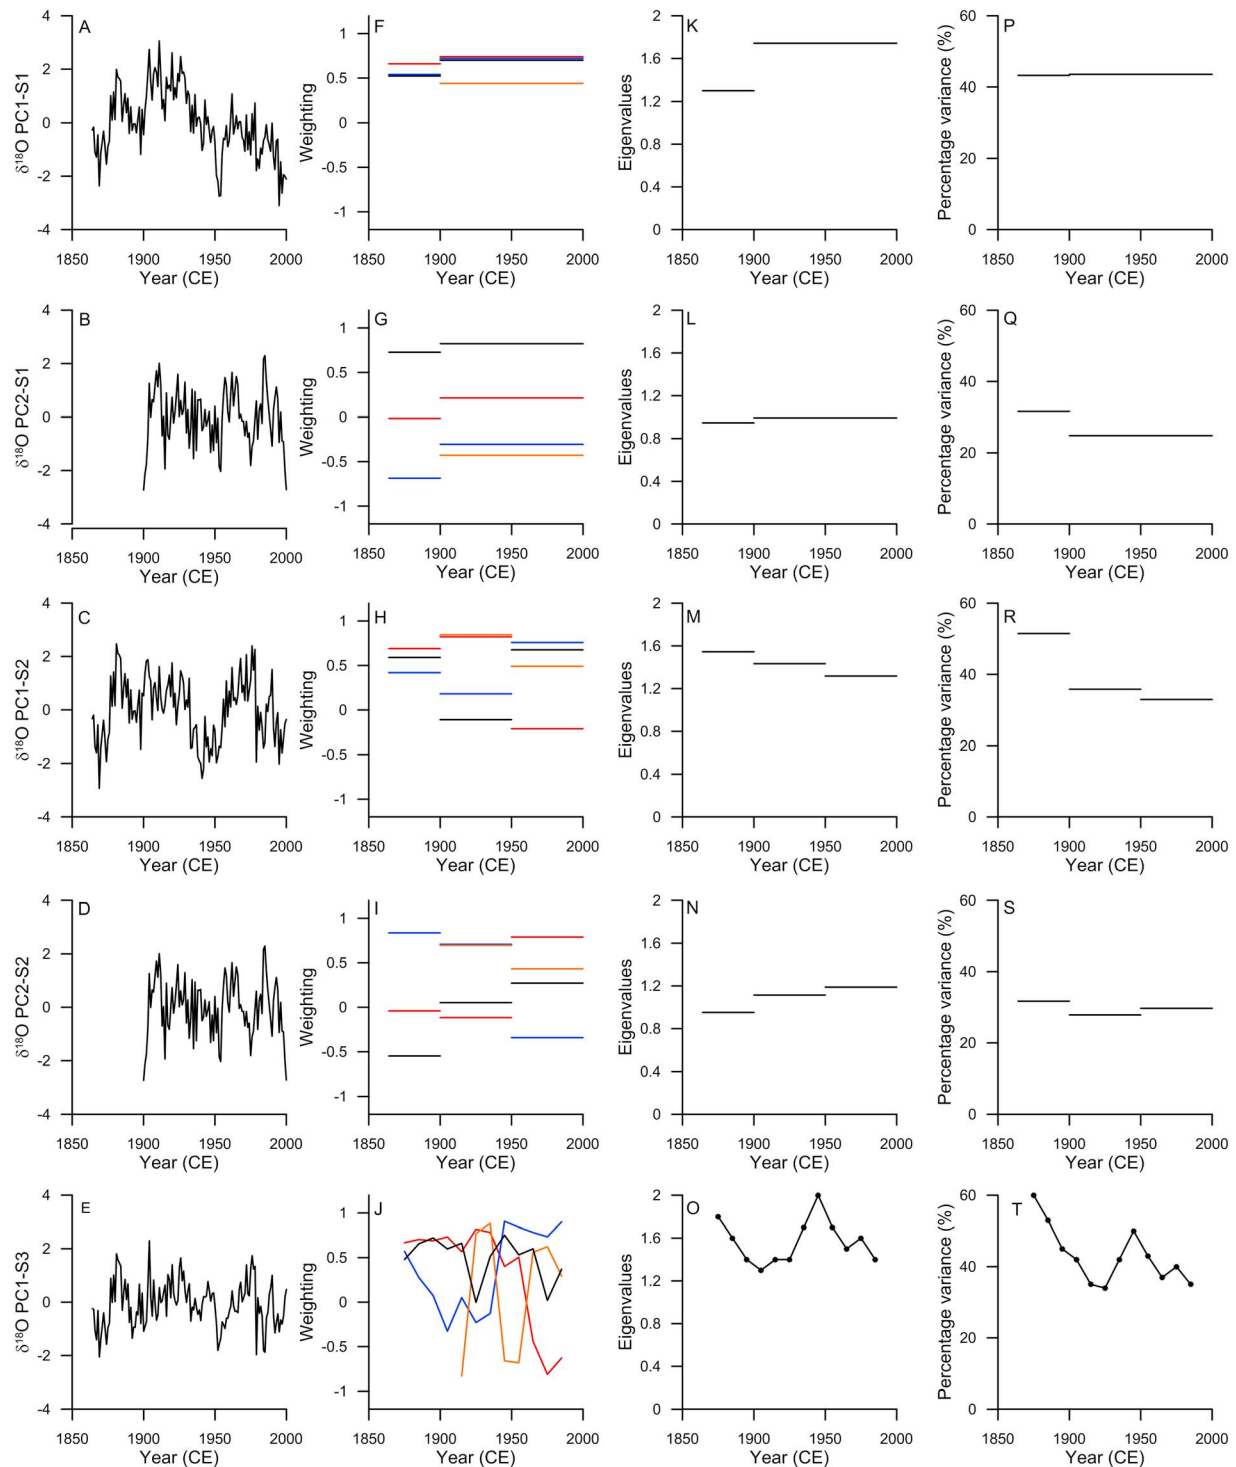 A
4
2
0
-2
-4
δ¹⁸O PC1-S1
1850 1900 1950 2000
Year (CE)
F
1
0.5
0
-0.5
-1
Weighting
1850 1900 1950 2000
Year (CE)
K
2
1.6
1.2
0.8
0.4
0
Eigenvalues
1850 1900 1950 2000
Year (CE)
P
60
40
20
0
Percentage variance (%)
1850 1900 1950 2000
Year (CE)
B
4
2
0
-2
-4
δ¹⁸O PC2-S1
1850 1900 1950 2000
Year (CE)
G
1
0.5
0
-0.5
-1
Weighting
1850 1900 1950 2000
Year (CE)
L
2
1.6
1.2
0.8
0.4
0
Eigenvalues
1850 1900 1950 2000
Year (CE)
Q
60
40
20
0
Percentage variance (%)
1850 1900 1950 2000
Year (CE)
C
4
2
0
-2
-4
δ¹⁸O PC1-S2
1850 1900 1950 2000
Year (CE)
H
1
0.5
0
-0.5
-1
Weighting
1850 1900 1950 2000
Year (CE)
M
2
1.6
1.2
0.8
0.4
0
Eigenvalues
1850 1900 1950 2000
Year (CE)
R
60
40
20
0
Percentage variance (%)
1850 1900 1950 2000
Year (CE)
D
4
2
0
-2
-4
δ¹⁸O PC2-S2
1850 1900 1950 2000
Year (CE)
I
1
0.5
0
-0.5
-1
Weighting
1850 1900 1950 2000
Year (CE)
N
2
1.6
1.2
0.8
0.4
0
Eigenvalues
1850 1900 1950 2000
Year (CE)
S
60
40
20
0
Percentage variance (%)
1850 1900 1950 2000
Year (CE)
E
4
2
0
-2
-4
δ¹⁸O PC1-S3
1850 1900 1950 2000
Year (CE)
J
1
0.5
0
-0.5
-1
Weighting
1850 1900 1950 2000
Year (CE)
O
2
1.6
1.2
0.8
0.4
0
Eigenvalues
1850 1900 1950 2000
Year (CE)
T
60
40
20
0
Percentage variance (%)
1850 1900 1950 2000
Year (CE)